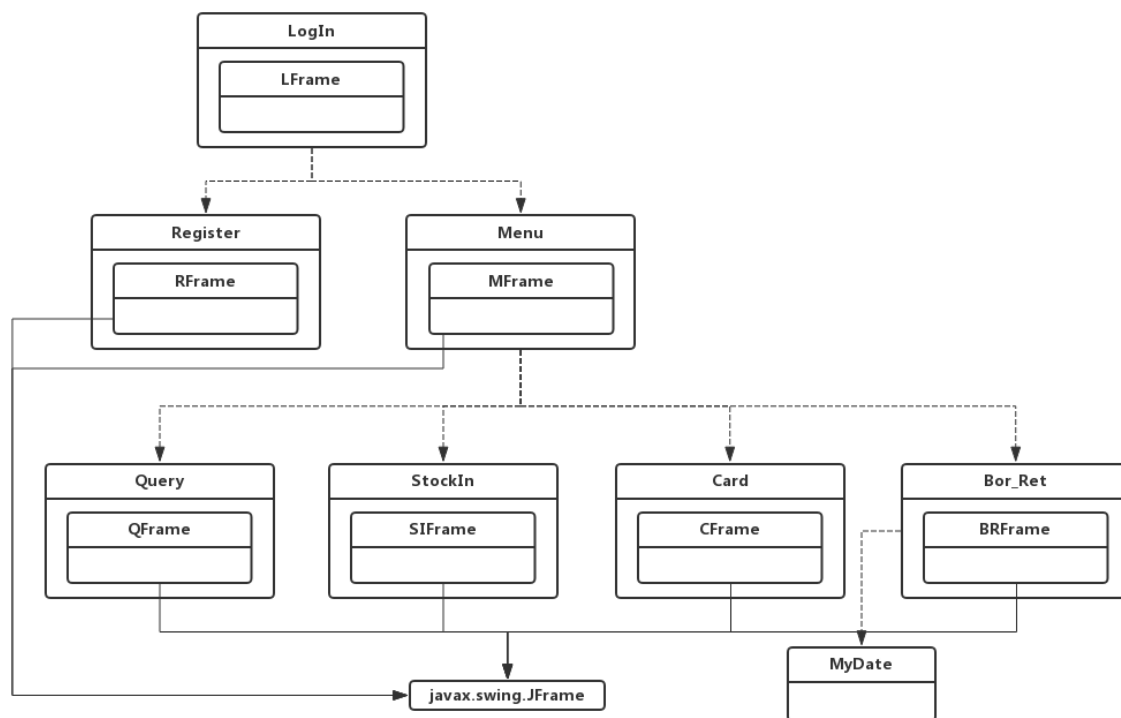 LogIn
LFrame
Register
Menu
RFrame
MFrame
Query
StockIn
Card
Bor_Ret
QFrame
SIFrame
CFrame
BRFrame
MyDate
javax.swing.JFrame